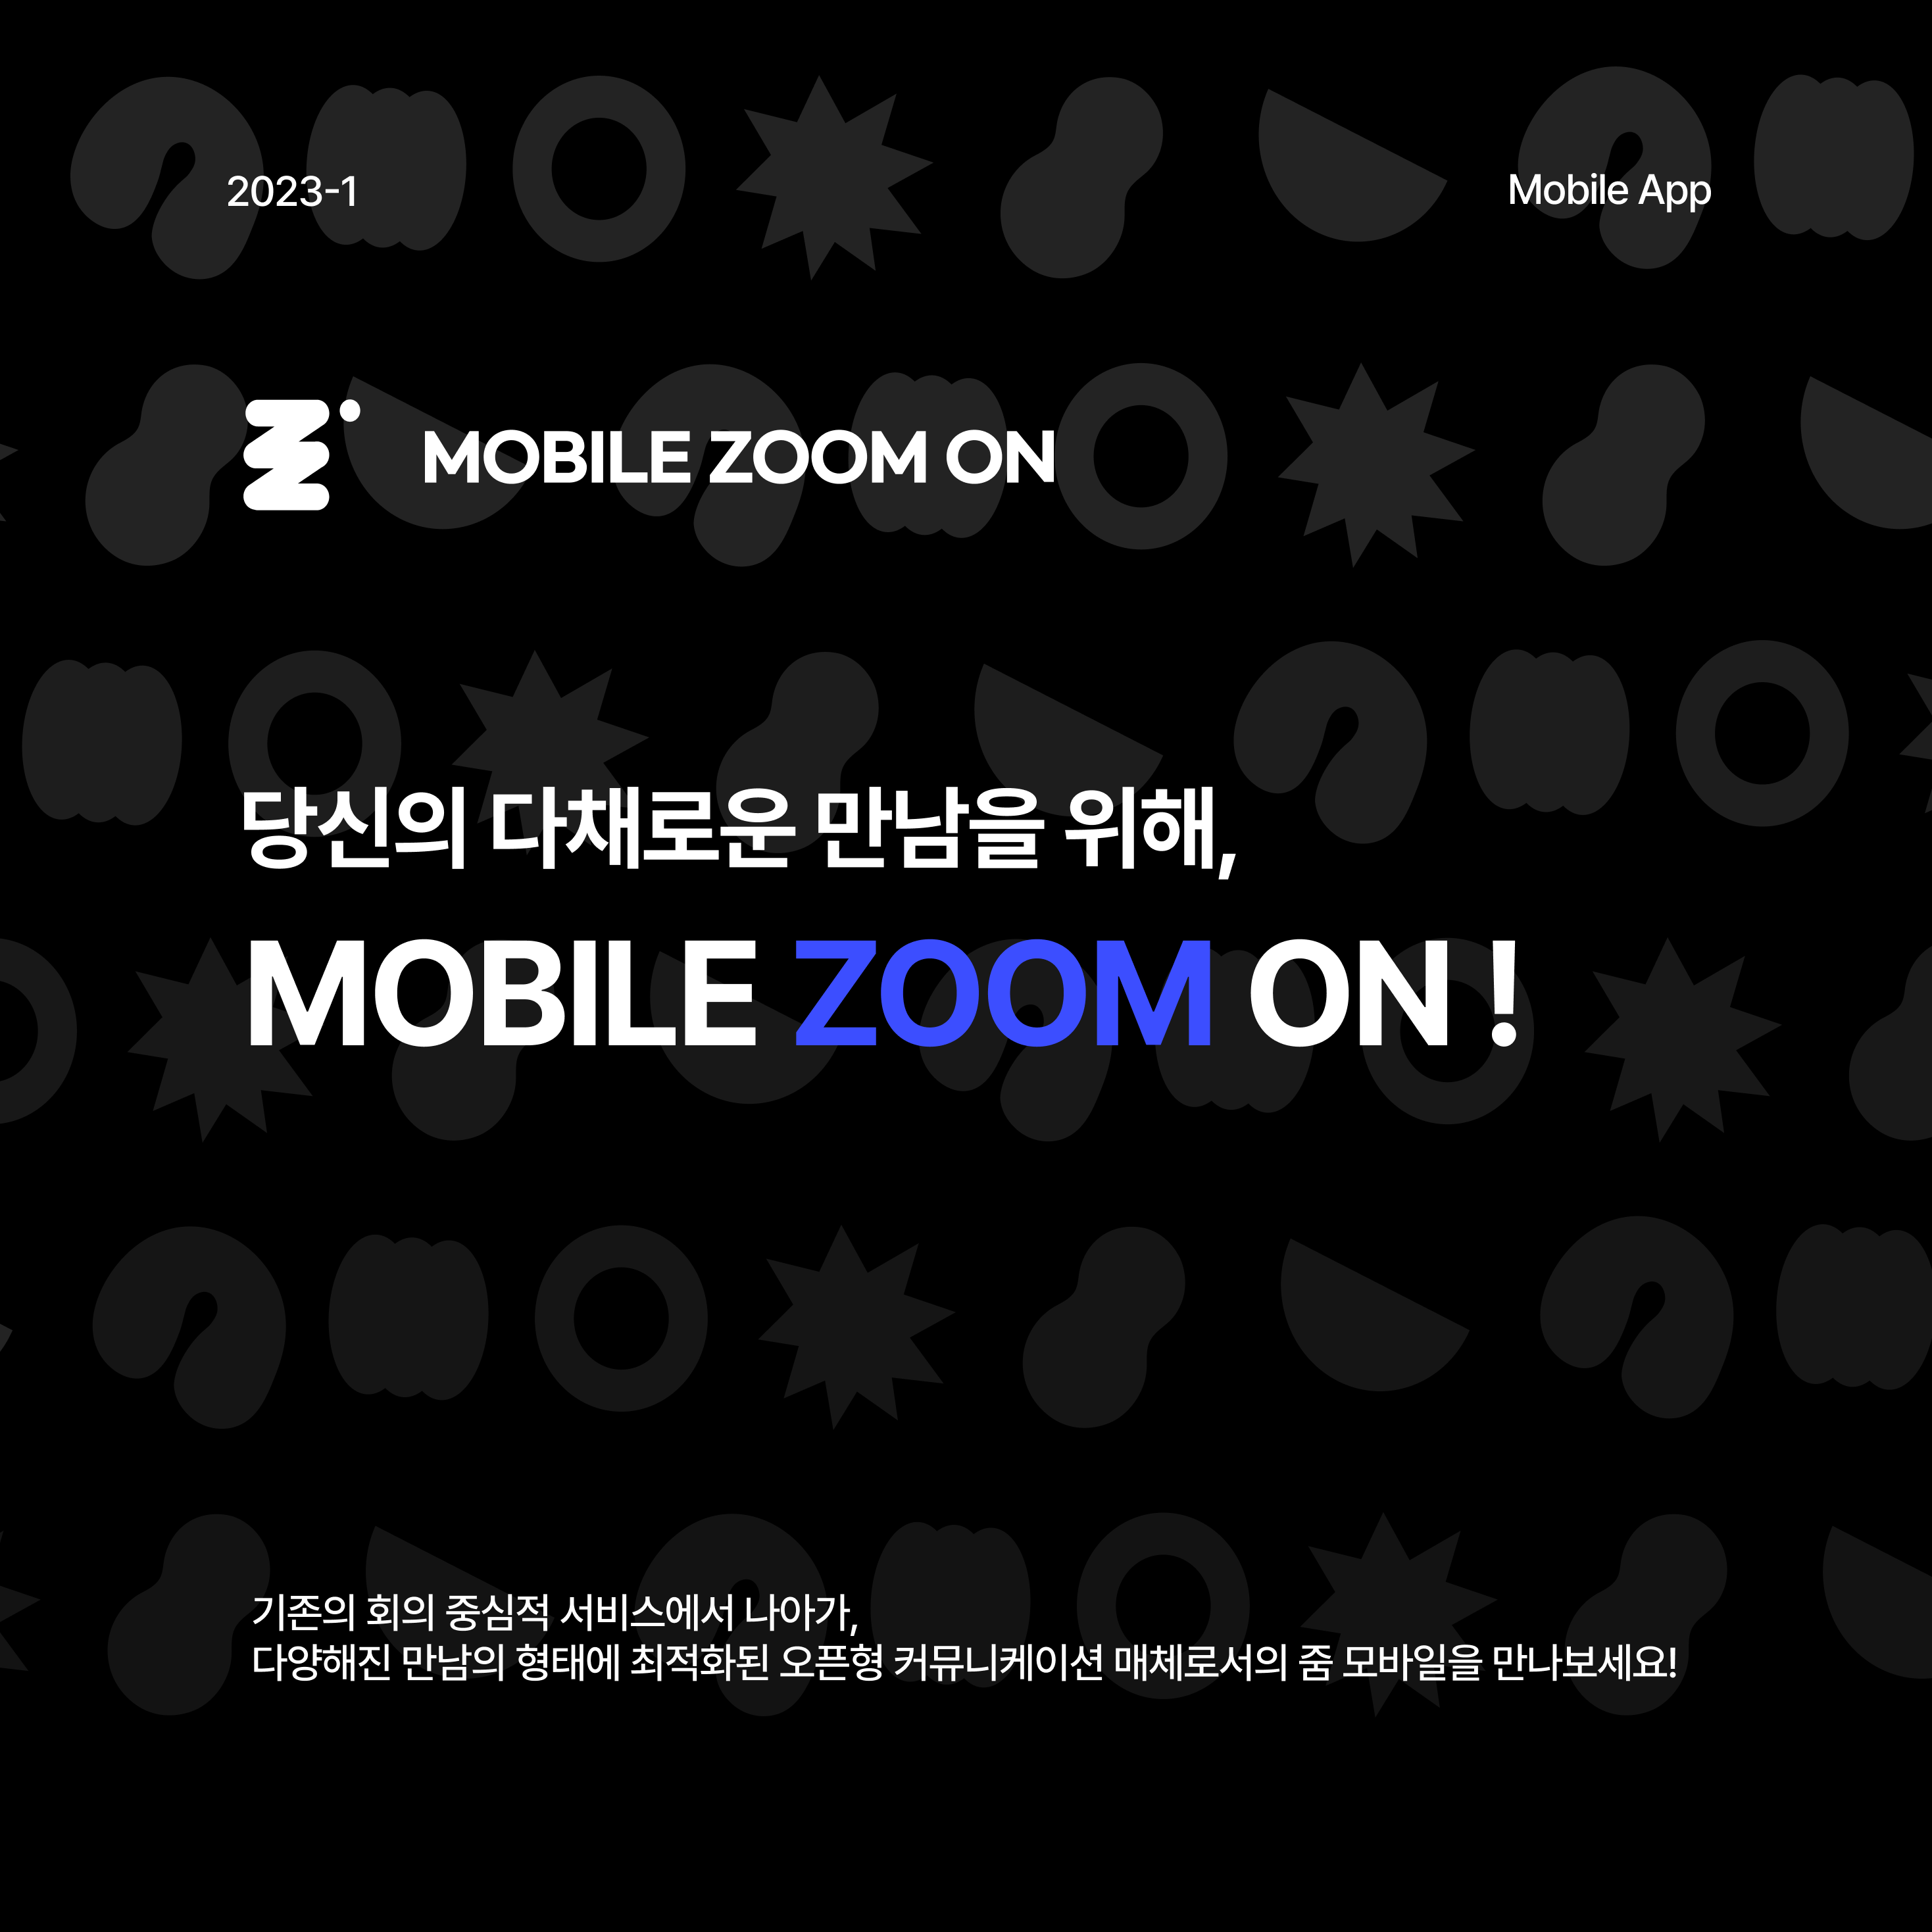 2023-1
Mobile App
MOBILE ZOOM ON
당신의 다채로운 만남을 위해,
MOBILE ZOOM ON !
기존의 회의 중심적 서비스에서 나아가,
다양해진 만남의 형태에 최적화된 오픈형 커뮤니케이션 매체로서의 줌 모바일을 만나보세요!